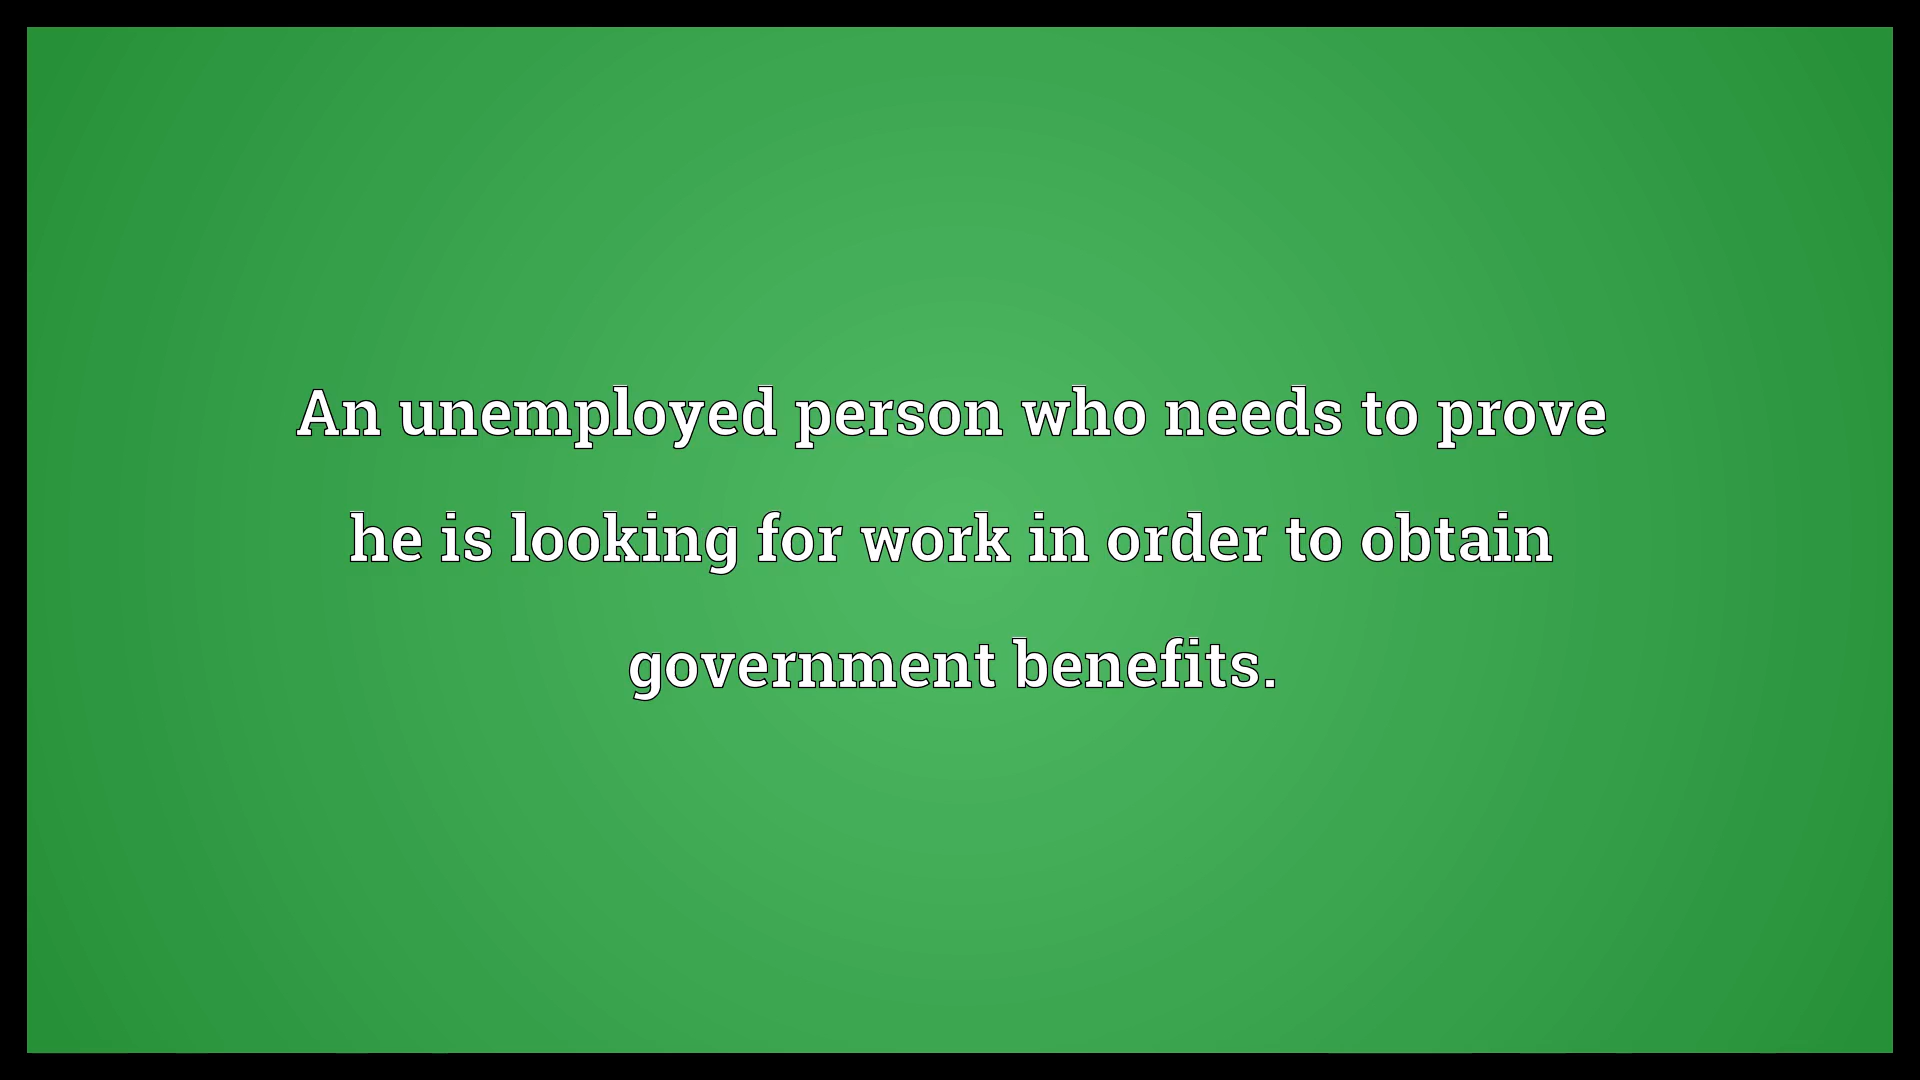 An unemployed person who needs to prove
he is looking for work in order to obtain
government benefits.